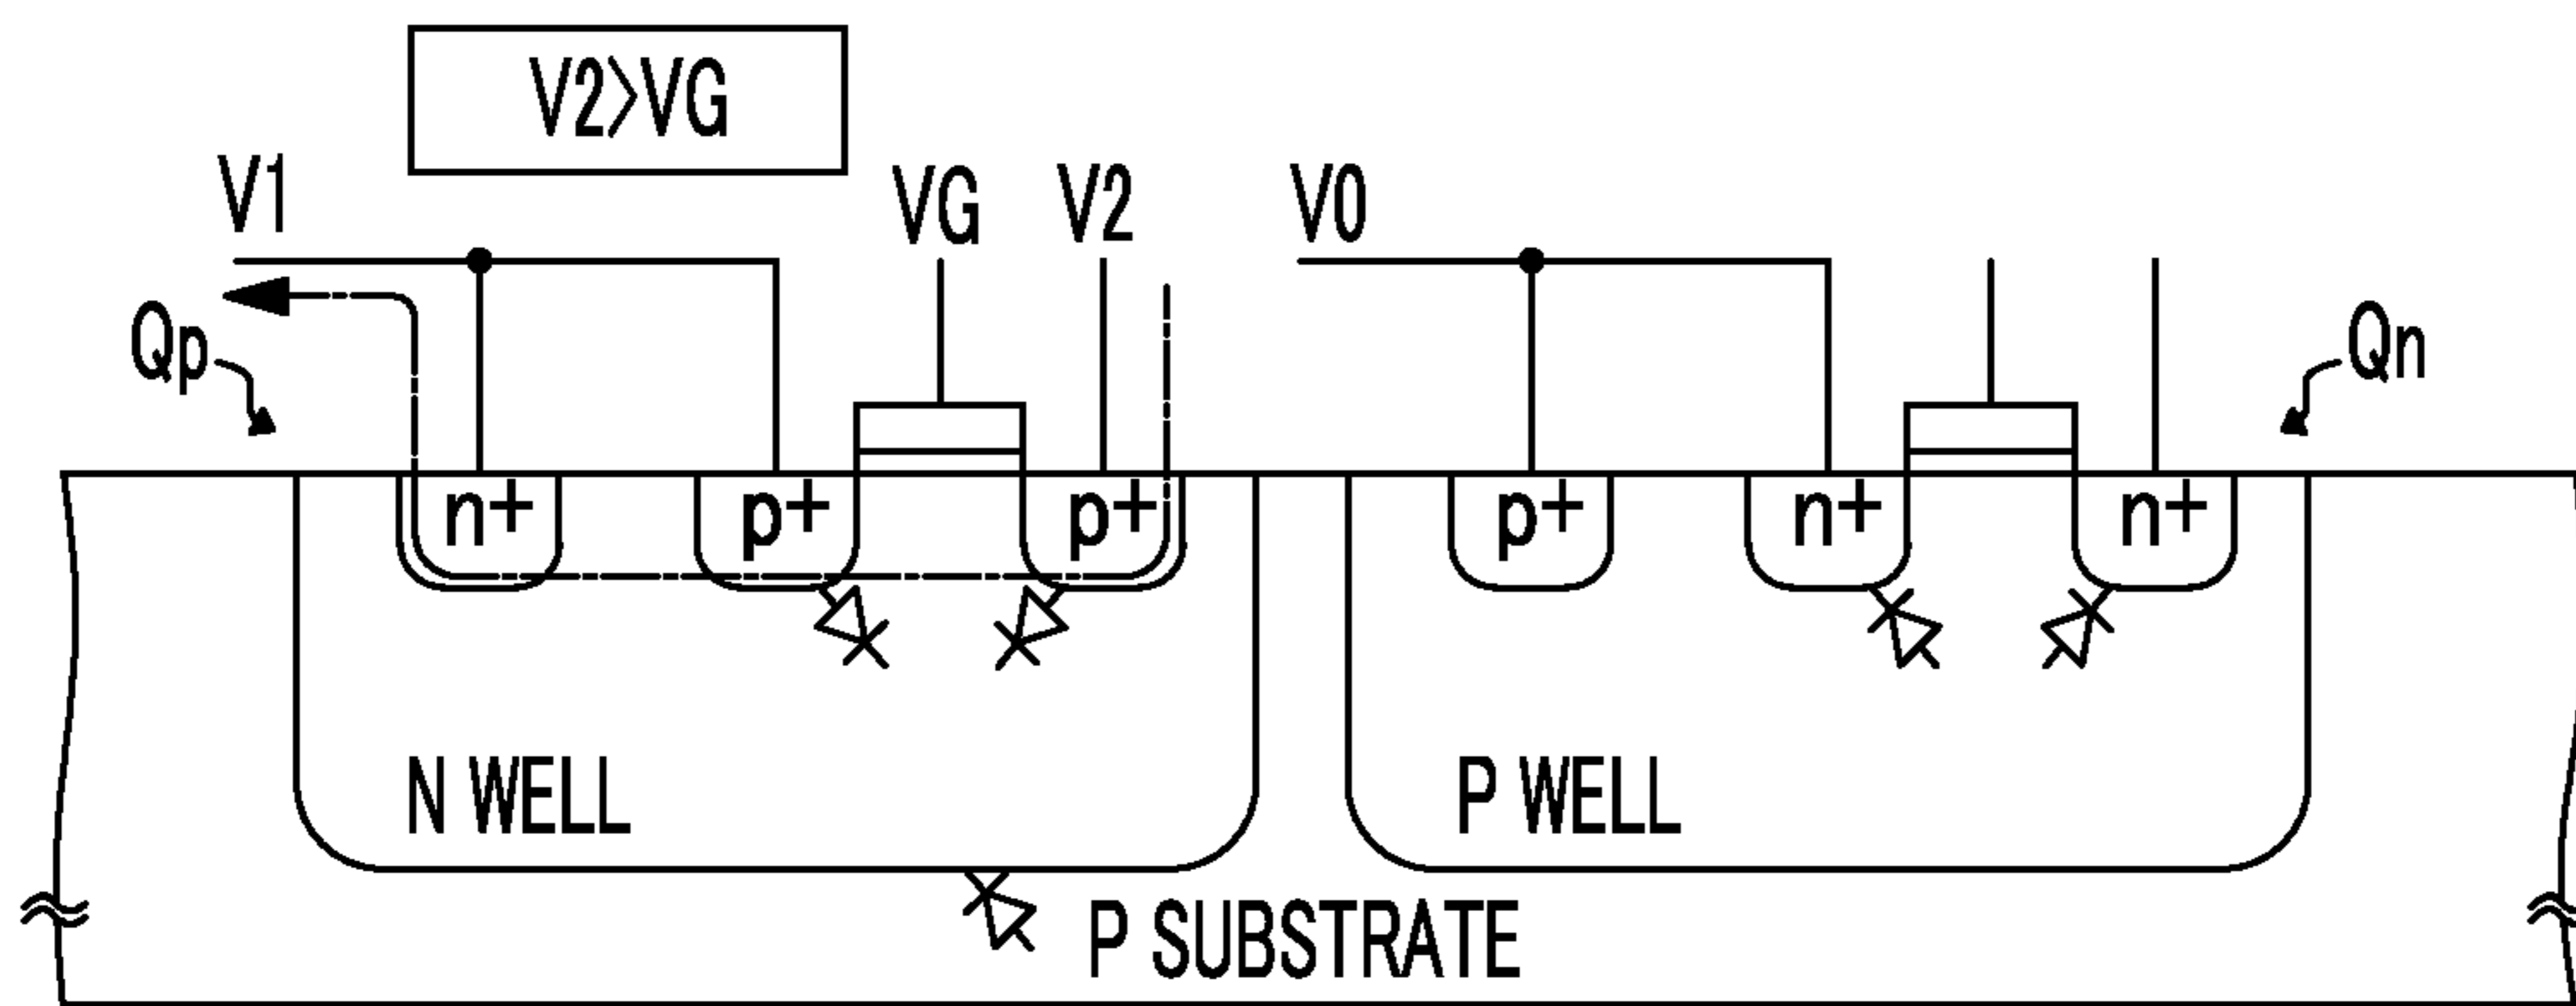 V2>VG
V1 VG V2 V0
Qp Qn
n+ p+ p+ p+ n+ n+
N WELL P WELL
P SUBSTRATE